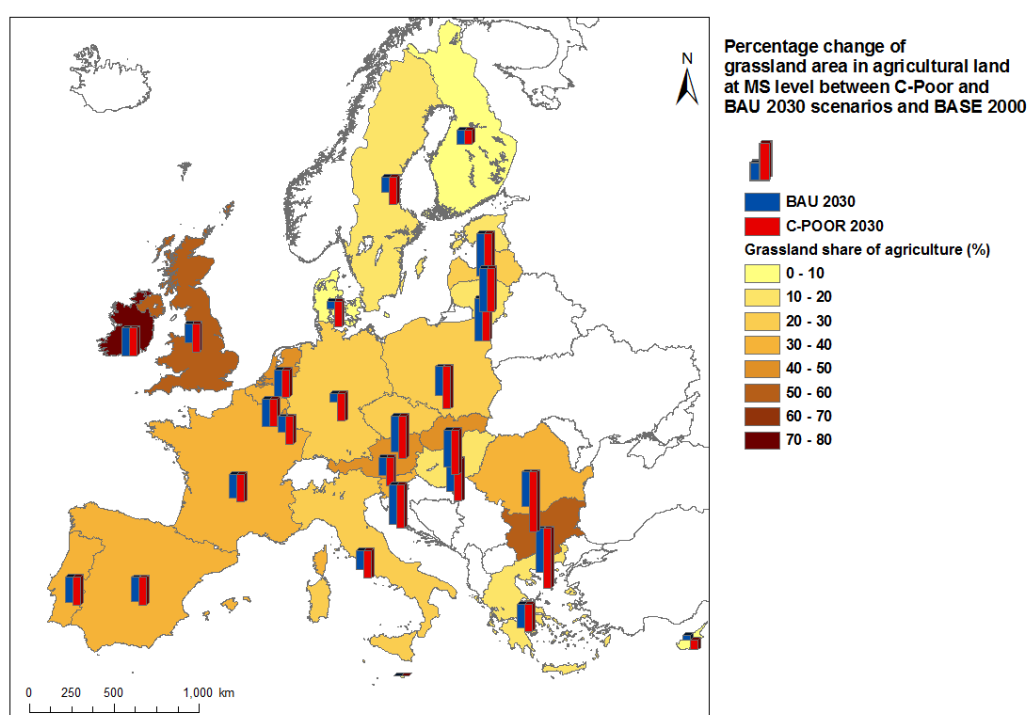 N
Percentage change of
grassland area in agricultural land
at MS level between C-Poor and
BAU 2030 scenarios and BASE 2000
BAU 2030
C-POOR 2030
Grassland share of agriculture (%)
0 - 10
10 - 20
20 - 30
30 - 40
40 - 50
50 - 60
60 - 70
70 - 80
0 250 500 1,000 km